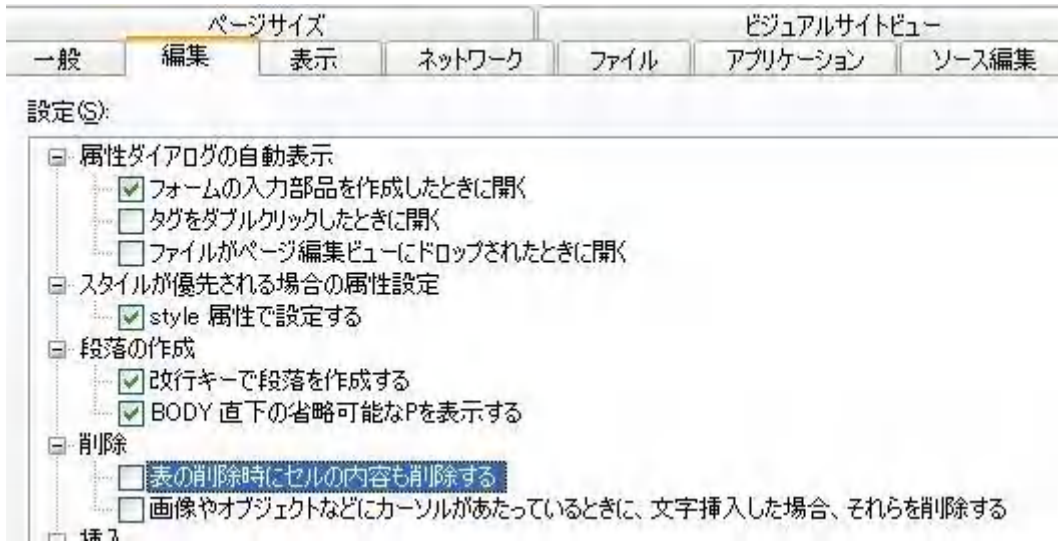 ページサイズ ビジュアルサイトビュー
一般 編集 表示 ネットワーク ファイル アプリケーション ソース編集
設定(S):
属性ダイアログの自動表示
フォームの入力部品を作成したときに開く
タグをダブルクリックしたときに開く
ファイルがページ編集ビューにドロップされたときに開く
スタイルが優先される場合の属性設定
style 属性で設定する
段落の作成
改行キーで段落を作成する
BODY 直下の省略可能なPを表示する
削除
表の削除時にセルの内容も削除する
画像やオブジェクトなどにカーソルがあたっているときに、文字挿入した場合、それらを削除する
挿入